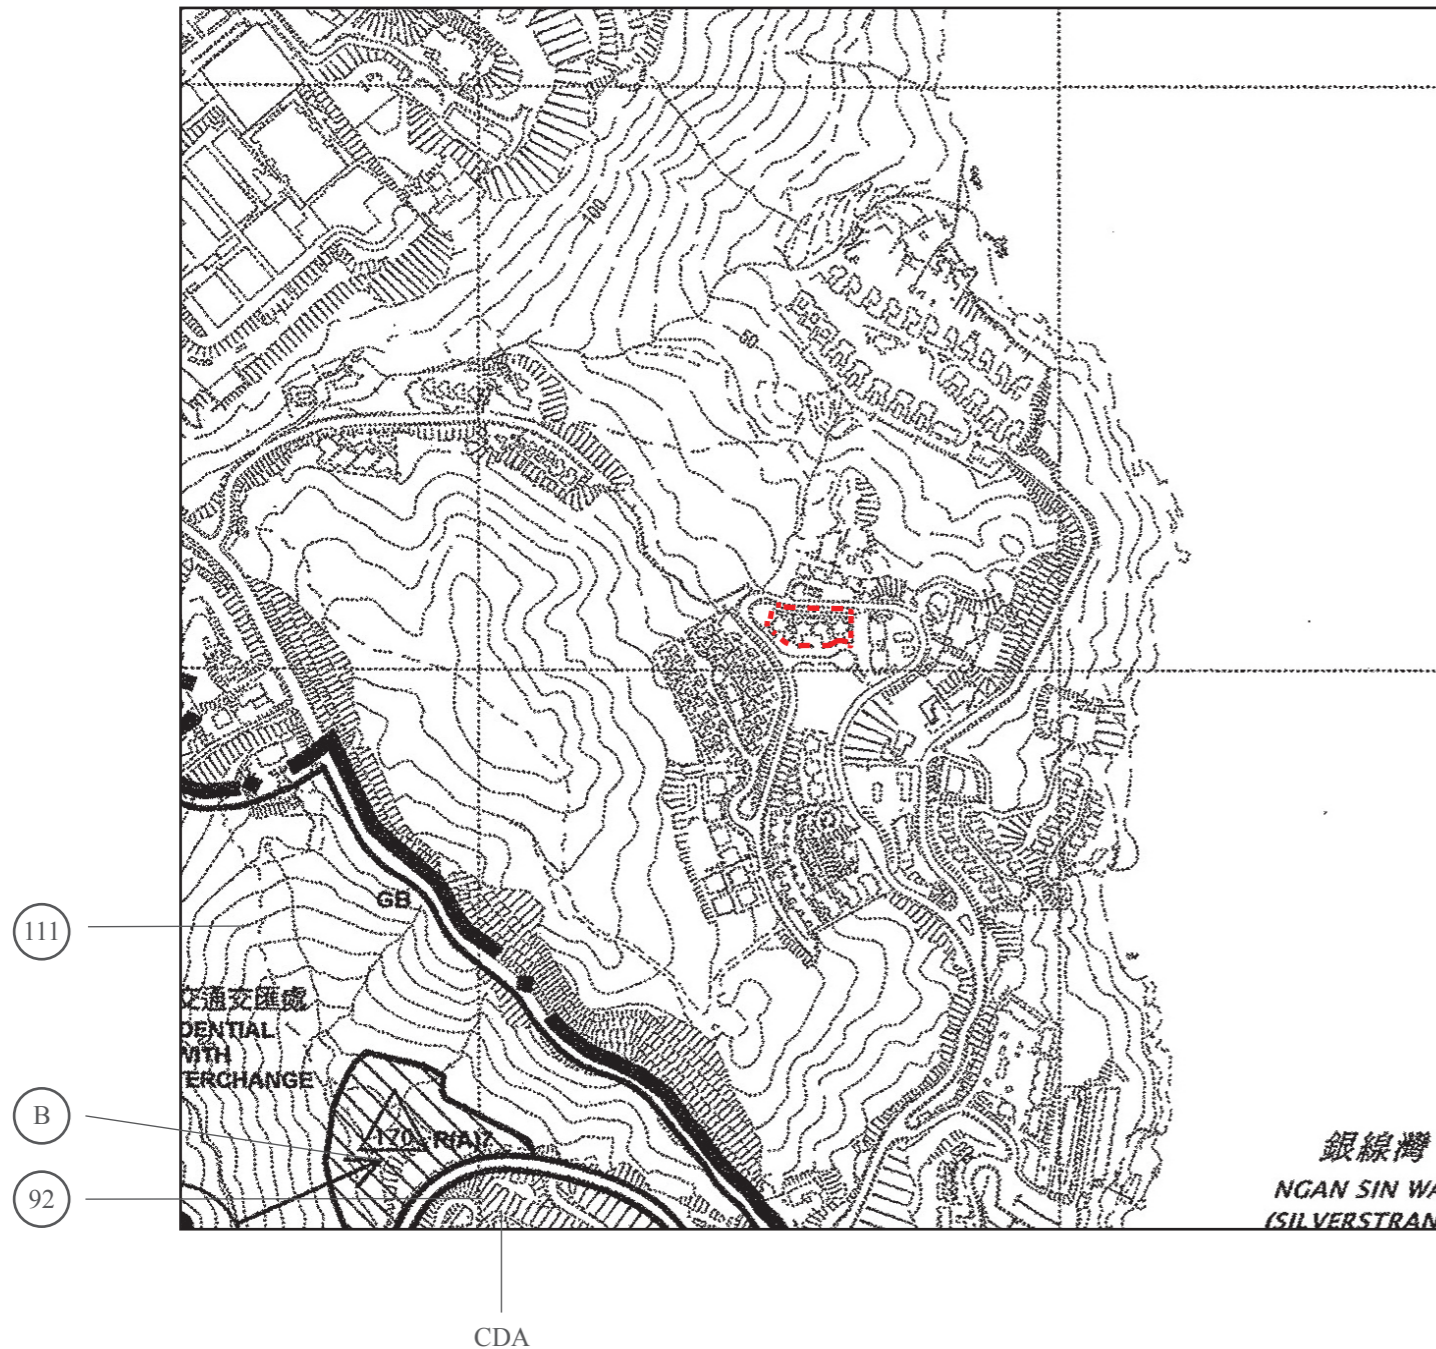 100
50
GB
111
交通交匯處
DENTIAL
WITH
ERCHANGE
B
170
R(A)7
92
銀線灣
NGAN SIN WA
(SILVERSTRAN
CDA